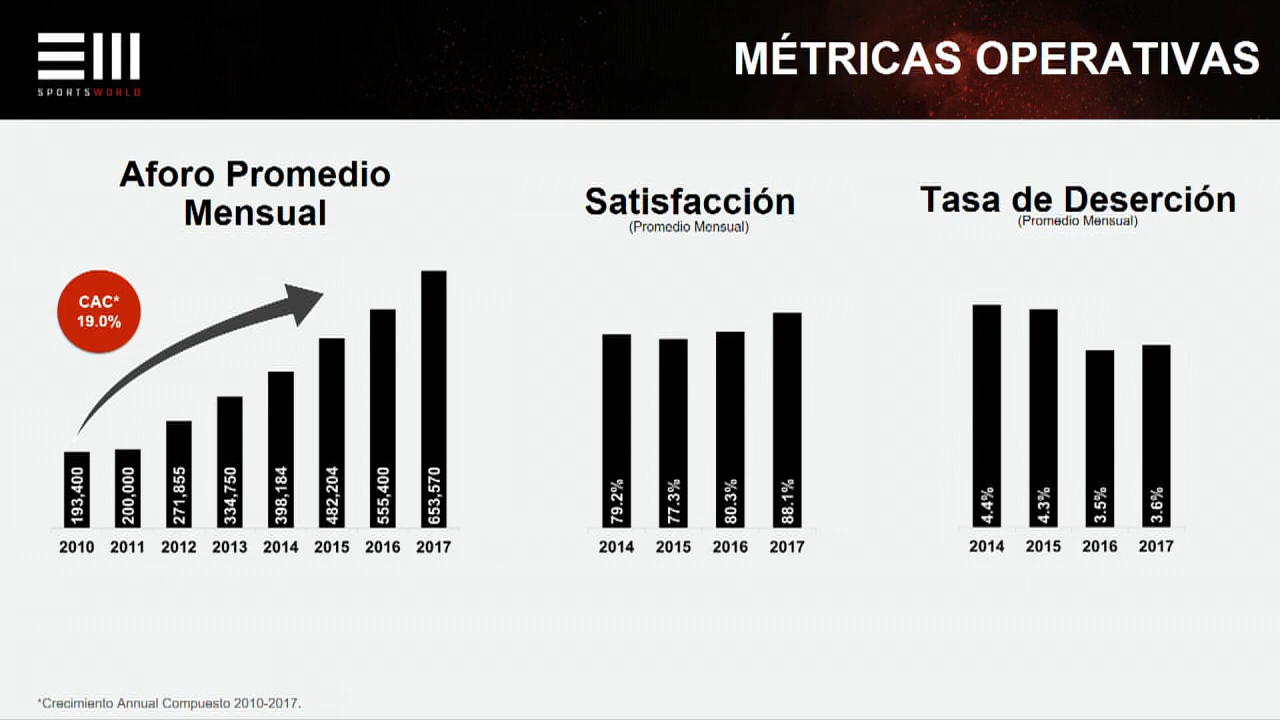 SPORTSWORLD
MÉTRICAS OPERATIVAS
Aforo Promedio
Mensual
CAC*
19.0%
193,400
200,000
271,855
334,750
398,184
482,204
555,400
653,570
2010 2011 2012 2013 2014 2015 2016 2017
Satisfacción
(Promedio Mensual)
79.2%
77.3%
80.3%
88.1%
2014 2015 2016 2017
Tasa de Deserción
(Promedio Mensual)
4.4%
4.3%
3.5%
3.6%
2014 2015 2016 2017
*Crecimiento Annual Compuesto 2010-2017.